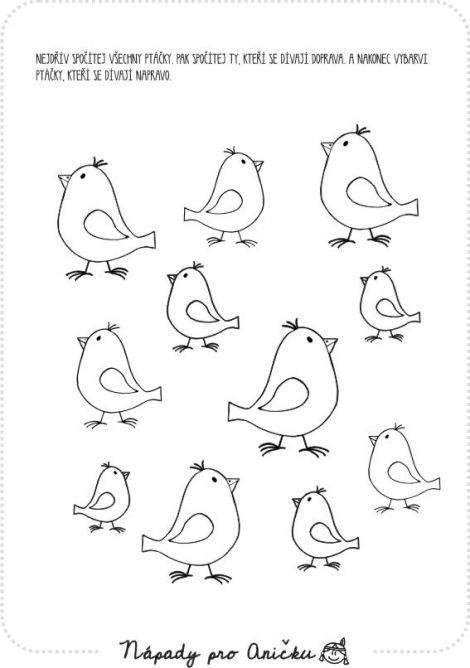 NEJDŘÍV SPOČÍTEJ VŠECHNY PTÁČKY. PAK SPOČÍTEJ TY, KTEŘÍ SE DÍVAJÍ DOPRAVA. A NAKONEC VYBARVI
PTÁČKY, KTEŘÍ SE DÍVAJÍ NAPRAVO.
Nápady pro Aničku